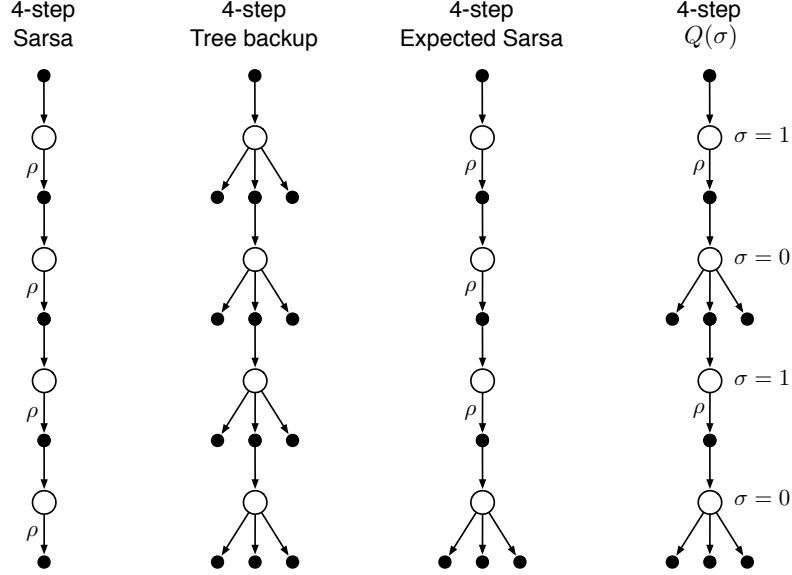 4-step
Sarsa
4-step
Tree backup
4-step
Expected Sarsa
4-step
Q(σ)
ρ
ρ
σ = 1
ρ
ρ
σ = 0
ρ
ρ
ρ
σ = 1
ρ
σ = 0